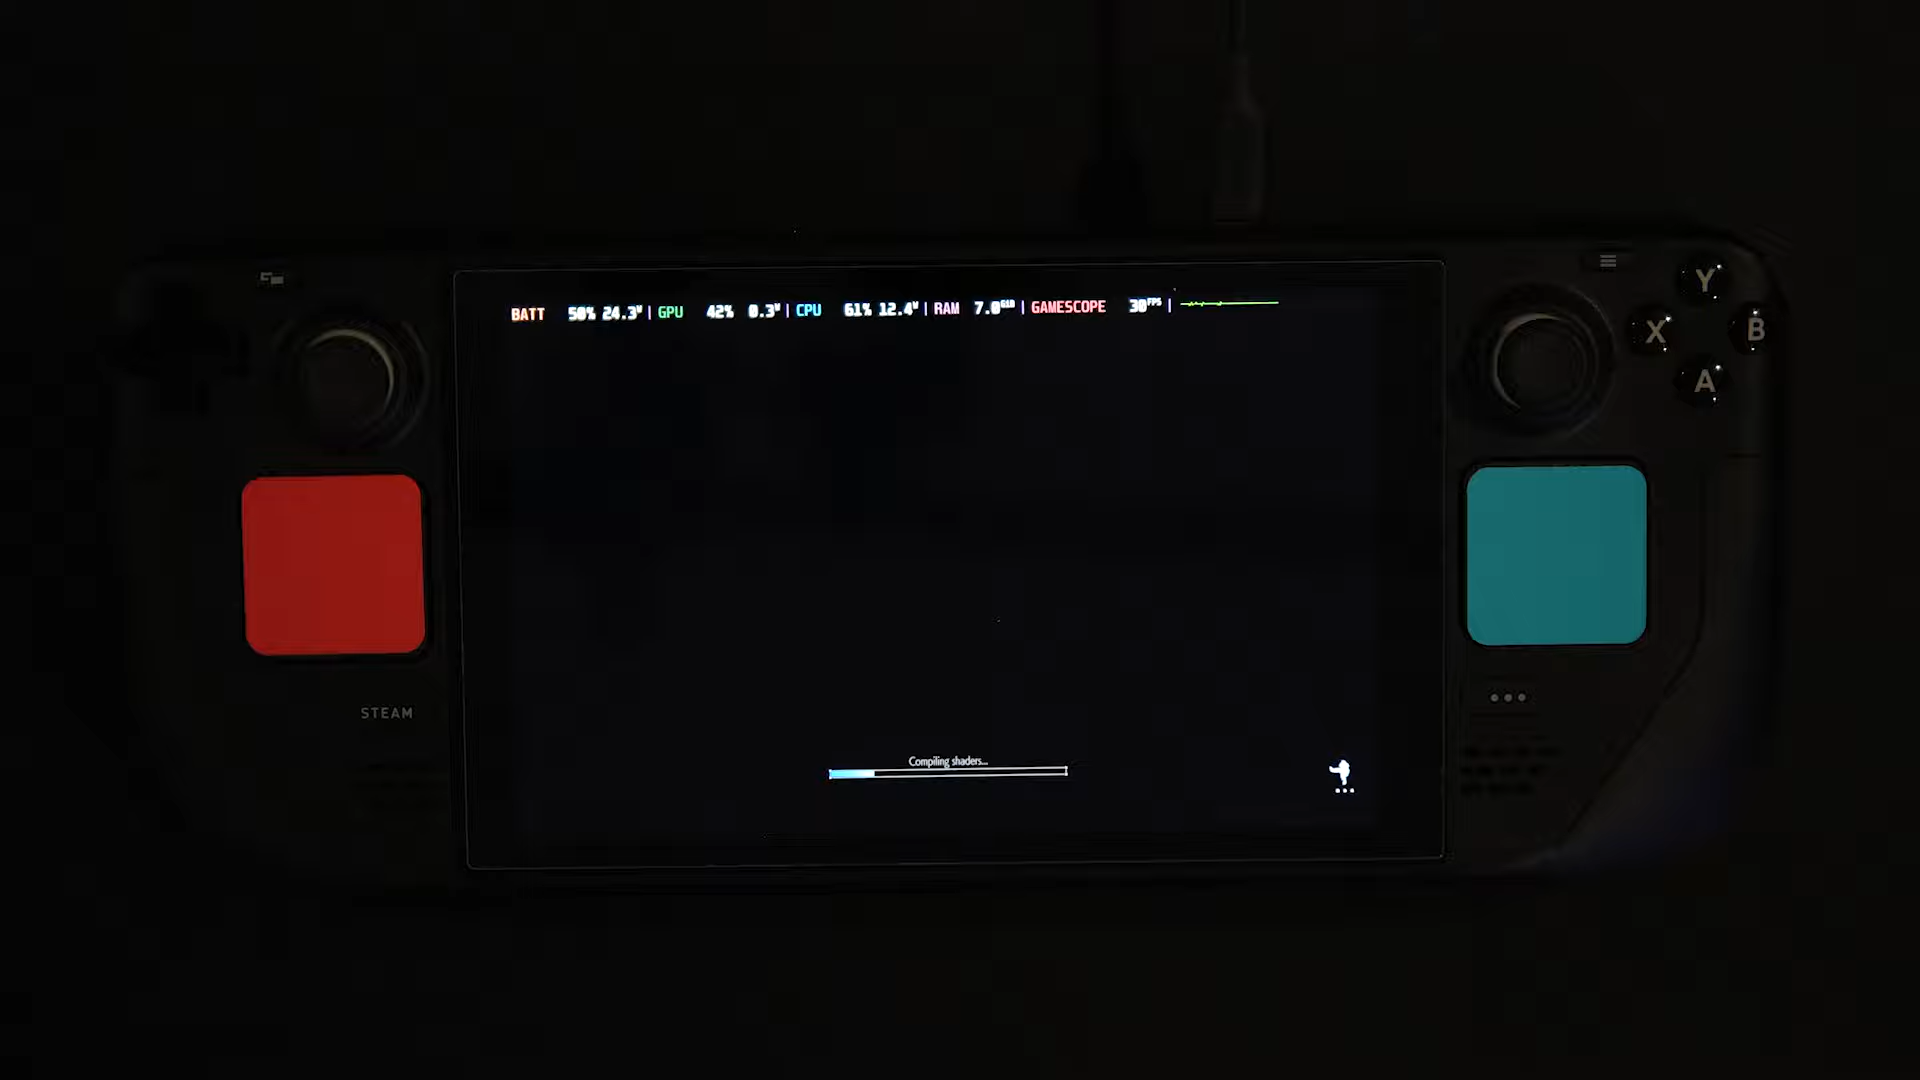 BATT 50% 24.3W | GPU 42% 0.3W | CPU 61% 12.4W | RAM 7.0GiB | GAMESCOPE 30FPS |
Y
X B
A
STEAM
Compiling shaders...